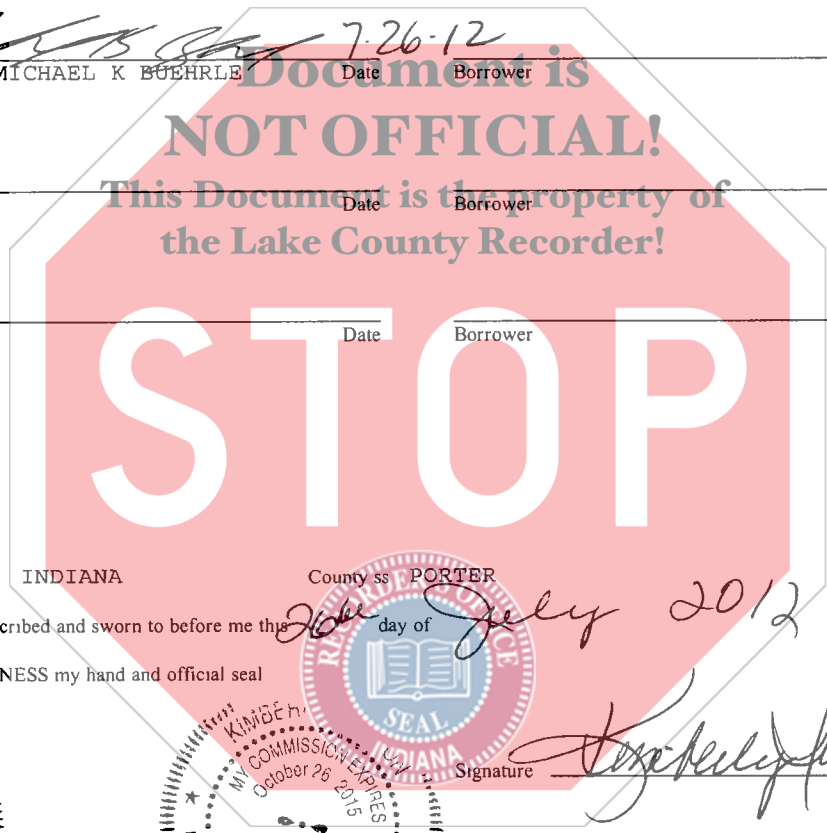 7-26-12
MICHAEL K BUEHRLE Date Borrower
Document is
NOT OFFICIAL!
Date Borrower
This Document is the property of
the Lake County Recorder!
Date Borrower
STOP
INDIANA County ss PORTER
cribed and sworn to before me this 26th day of July 2012
NESS my hand and official seal
RECORDER'S OFFICE
SEAL
INDIANA
MY COMMISSION EXPIRES
October 26 2015
Signature Kimberly